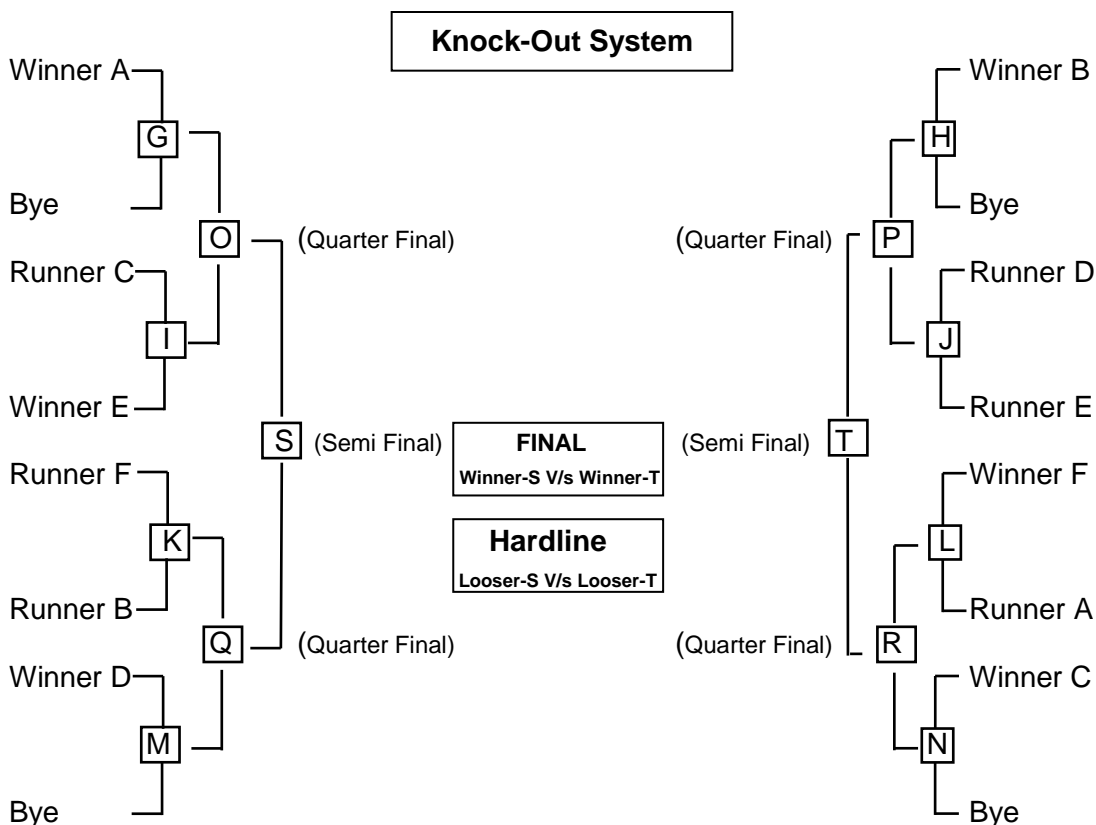 Knock-Out System
Winner A
Winner B
G
H
Bye
Bye
O
(Quarter Final)
(Quarter Final)
P
Runner C
Runner D
I
J
Winner E
Runner E
S
(Semi Final)
FINAL
Winner-S V/s Winner-T
(Semi Final)
T
Runner F
Winner F
K
Hardline
Looser-S V/s Looser-T
L
Runner B
Runner A
Q
(Quarter Final)
(Quarter Final)
R
Winner D
Winner C
M
N
Bye
Bye